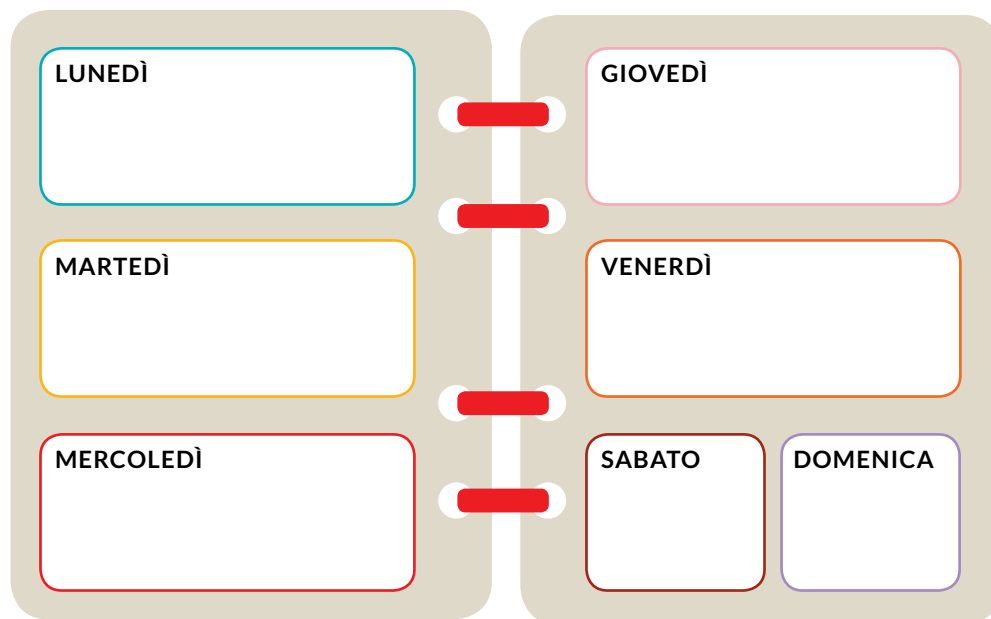 LUNEDÌ
MARTEDÌ
MERCOLEDÌ
GIOVEDÌ
VENERDÌ
SABATO
DOMENICA